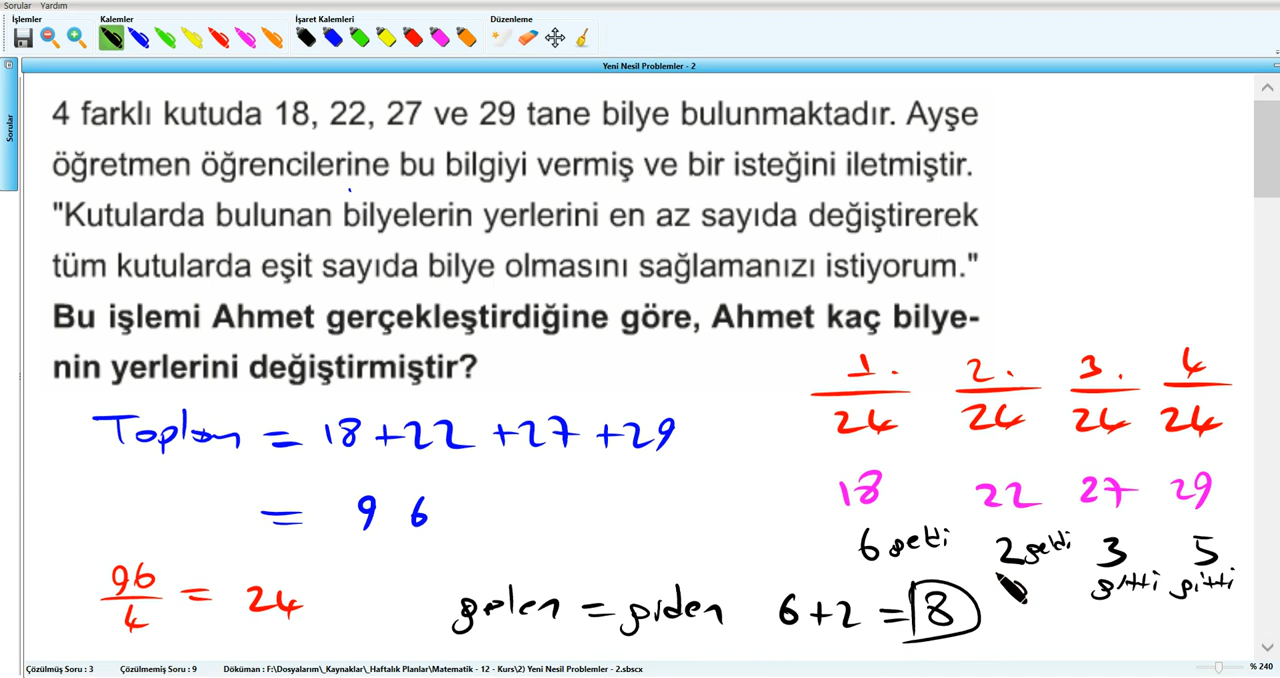 Sorular Yardım
İşlemler Kalemler İşaret Kalemleri Düzenleme
Yeni Nesil Problemler - 2
Sorular
4 farklı kutuda 18, 22, 27 ve 29 tane bilye bulunmaktadır. Ayşe
öğretmen öğrencilerine bu bilgiyi vermiş ve bir isteğini iletmiştir.
"Kutularda bulunan bilyelerin yerlerini en az sayıda değiştirerek
tüm kutularda eşit sayıda bilye olmasını sağlamanızı istiyorum."
Bu işlemi Ahmet gerçekleştirdiğine göre, Ahmet kaç bilye-
nin yerlerini değiştirmiştir?
1. 2. 3. 4
24 24 24 24
Toplam = 18+22+27+29
18 22 27 29
= 96
6 geldi 2 geldi 3 gitti 5 gitti
96/4 = 24
gelen = giden 6+2 = 8
Çözülmüş Soru : 3 Çözülmemiş Soru : 9 Döküman : F:\Dosyalarım\_Kaynaklar\_Haftalık Planlar\Matematik - 12 - Kurs\2) Yeni Nesil Problemler - 2.sbscx % 240